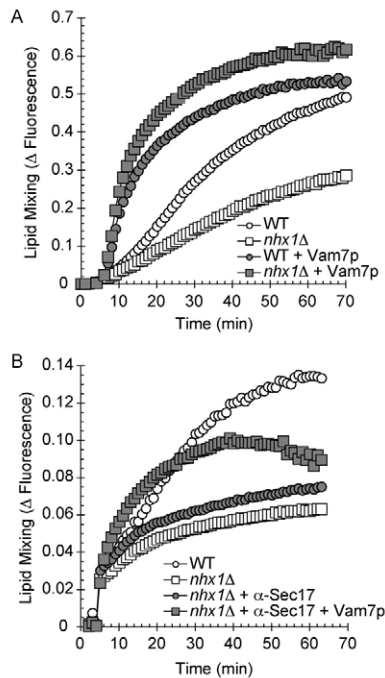 A
Lipid Mixing (Δ Fluorescence)
0.7
0.6
0.5
0.4
0.3
0.2
0.1
0
WT
nhx1Δ
WT + Vam7p
nhx1Δ + Vam7p
0 10 20 30 40 50 60 70
Time (min)
B
Lipid Mixing (Δ Fluorescence)
0.14
0.12
0.10
0.08
0.06
0.04
0.02
0
WT
nhx1Δ
nhx1Δ + α-Sec17
nhx1Δ + α-Sec17 + Vam7p
0 10 20 30 40 50 60 70
Time (min)